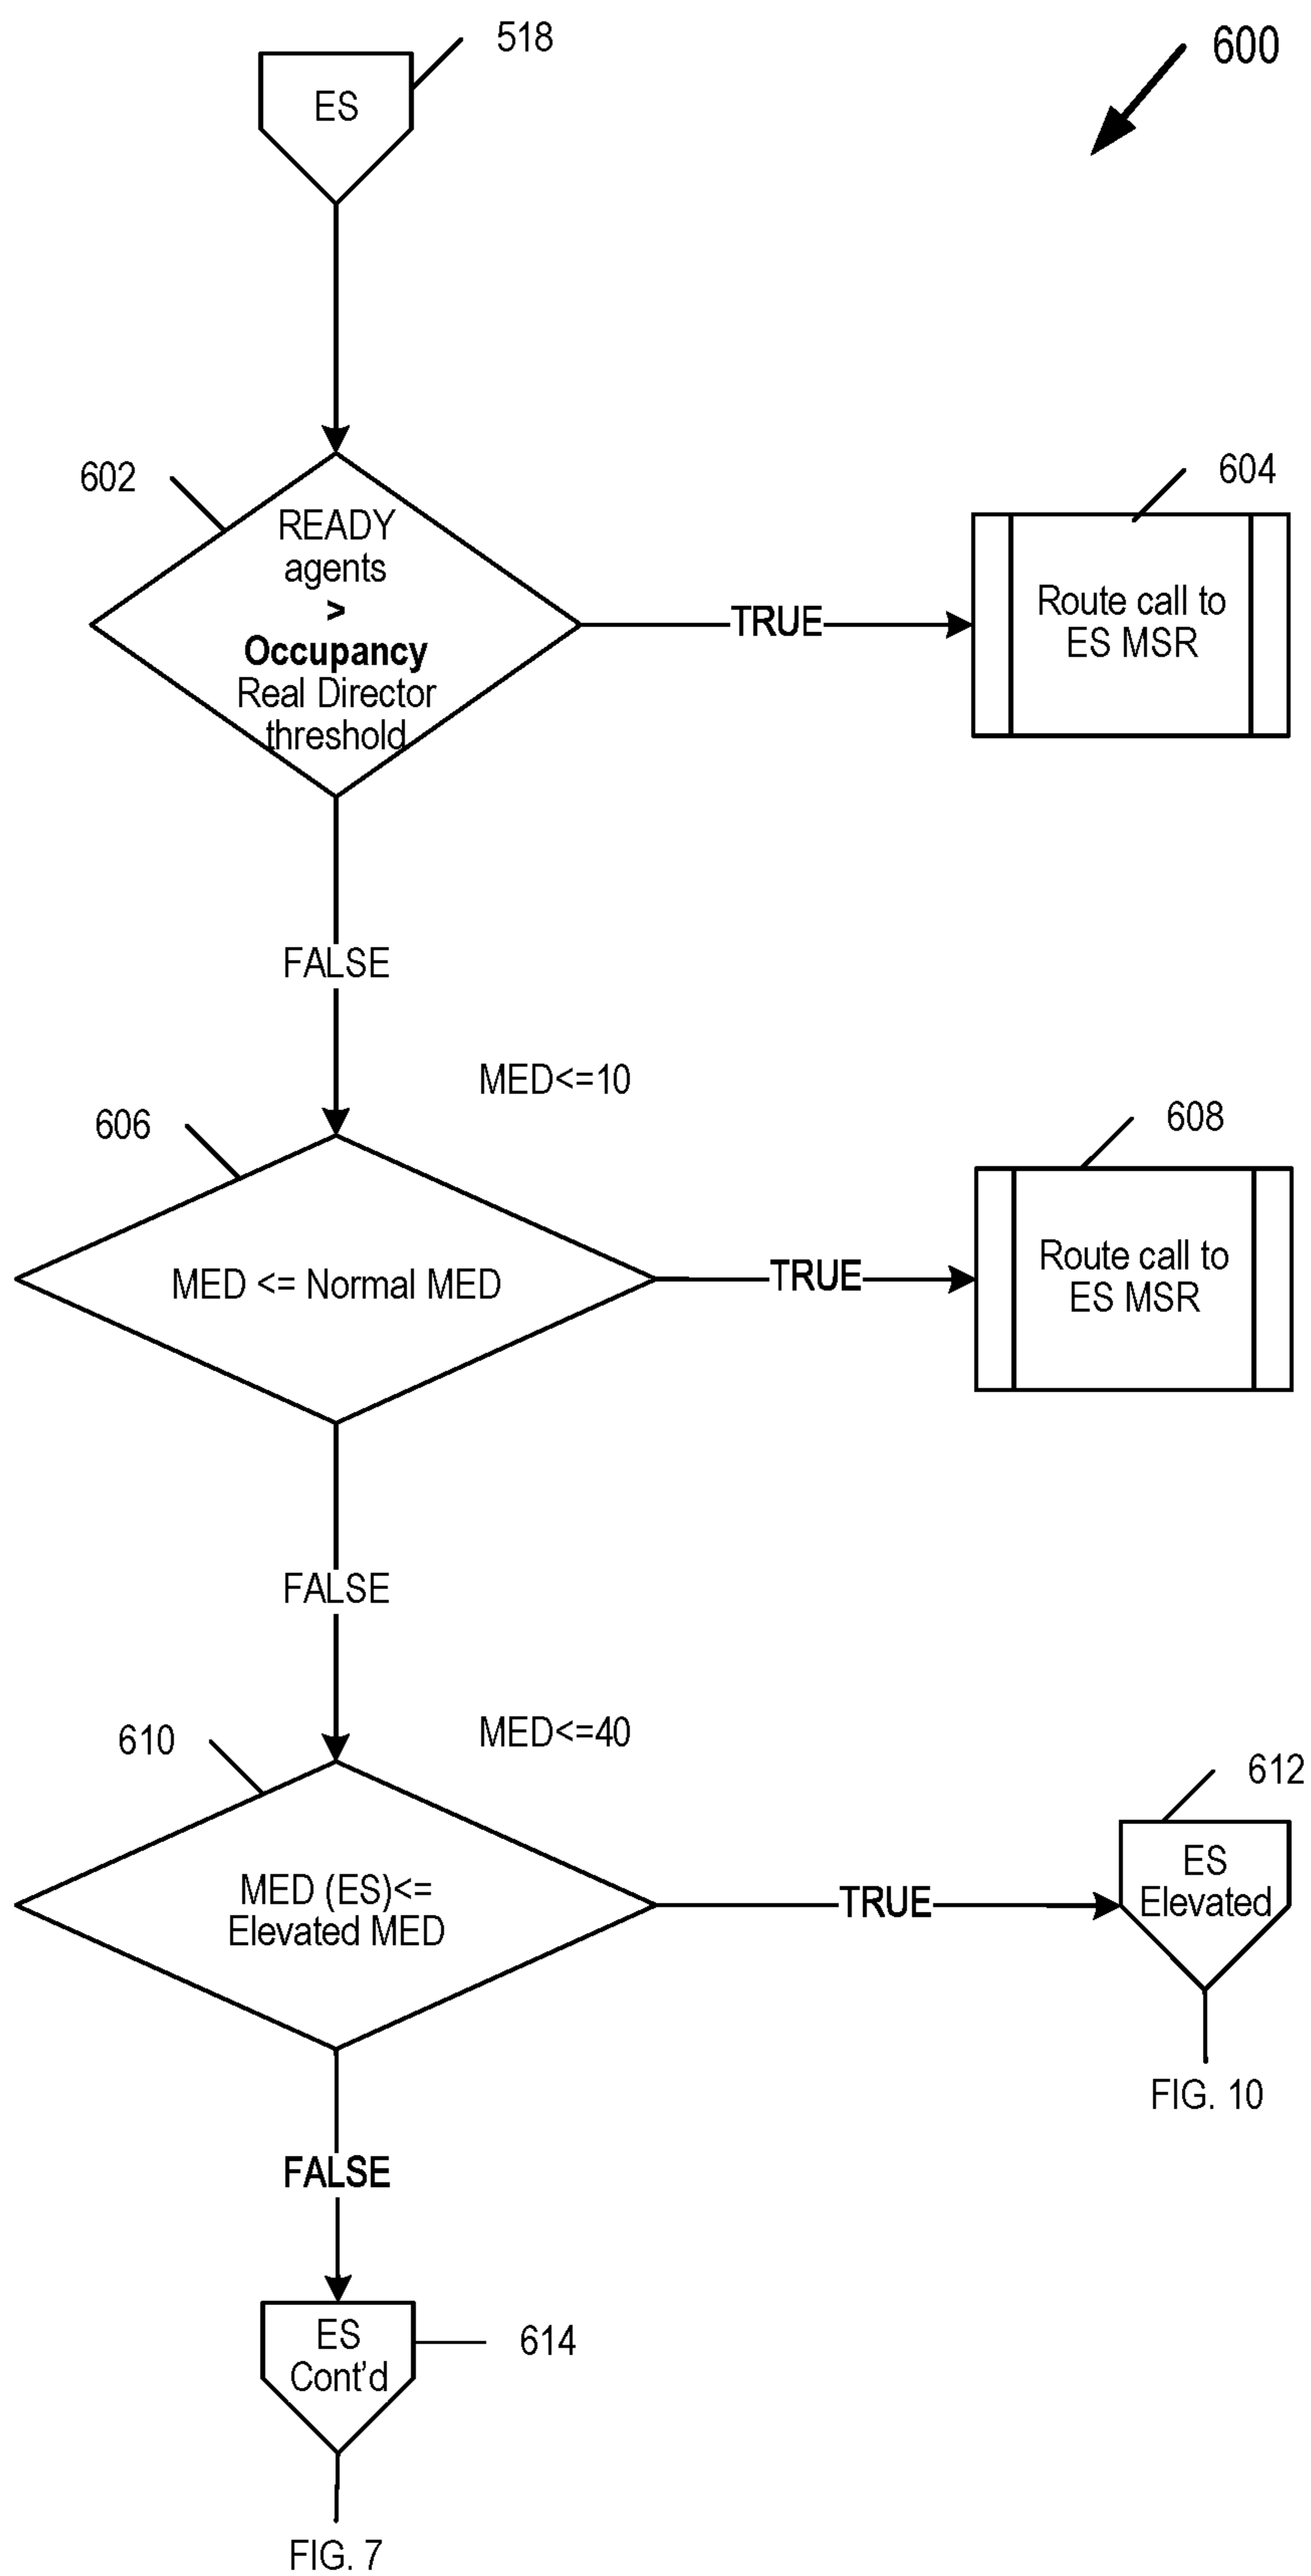 518
600
ES
602
READY
agents
>
Occupancy
Real Director
threshold
TRUE
604
Route call to
ES MSR
FALSE
MED<=10
606
MED <= Normal MED
TRUE
608
Route call to
ES MSR
FALSE
MED<=40
610
MED (ES)<=
Elevated MED
TRUE
612
ES
Elevated
FIG. 10
FALSE
ES
Cont'd
614
FIG. 7